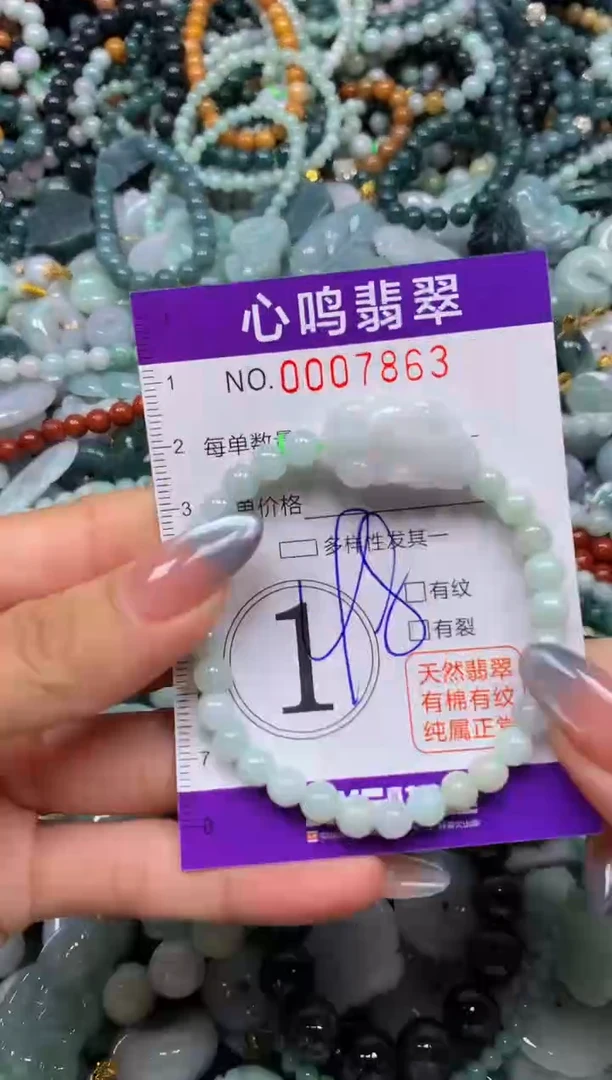 心鸣翡翠
1
NO.0007863
2
每单数量
3
单价格
多样性发其一
48
有纹
1
有裂
天然翡翠
有棉有纹
纯属正常
7